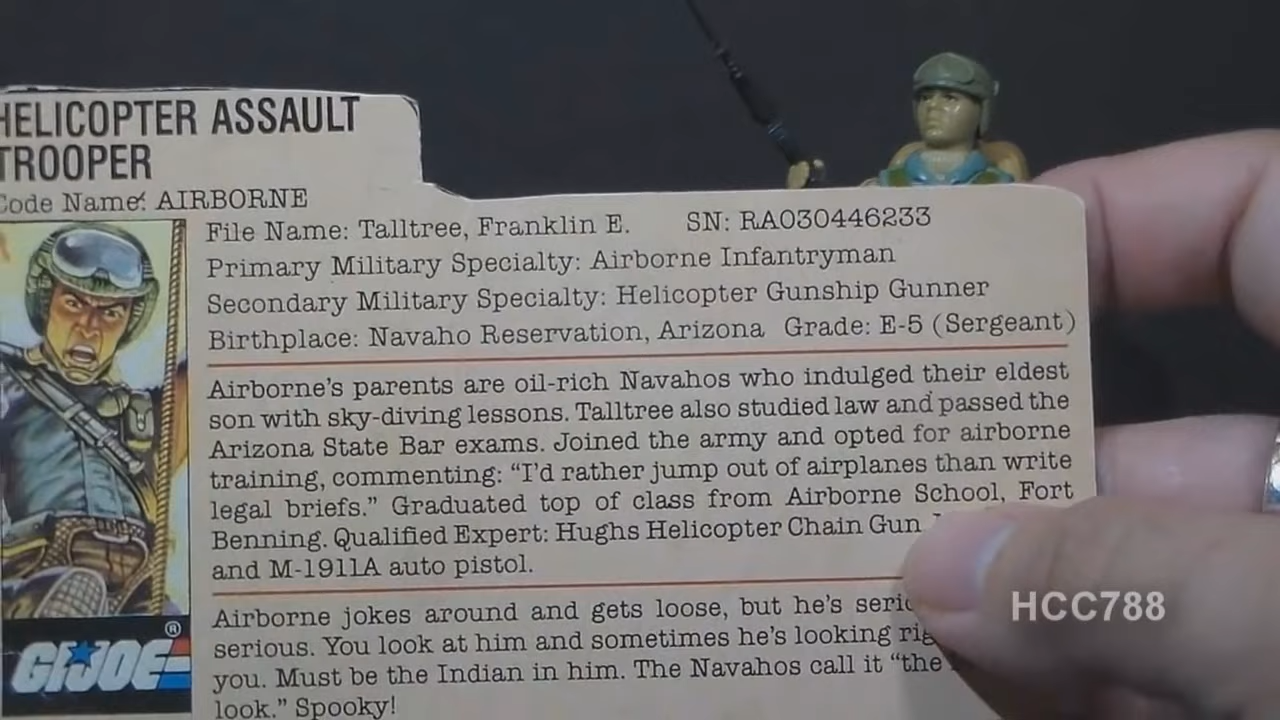 HELICOPTER ASSAULT
TROOPER
Code Name: AIRBORNE
File Name: Talltree, Franklin E. SN: RA030446233
Primary Military Specialty: Airborne Infantryman
Secondary Military Specialty: Helicopter Gunship Gunner
Birthplace: Navaho Reservation, Arizona Grade: E-5 (Sergeant)
Airborne's parents are oil-rich Navahos who indulged their eldest
son with sky-diving lessons. Talltree also studied law and passed the
Arizona State Bar exams. Joined the army and opted for airborne
training, commenting: "I'd rather jump out of airplanes than write
legal briefs." Graduated top of class from Airborne School, Fort
Benning. Qualified Expert: Hughs Helicopter Chain Gun
and M-1911A auto pistol.
Airborne jokes around and gets loose, but he's
serious. You look at him and sometimes he's looking
you. Must be the Indian in him. The Navahos call it "the
look." Spooky!
GI JOE ®
HCC788